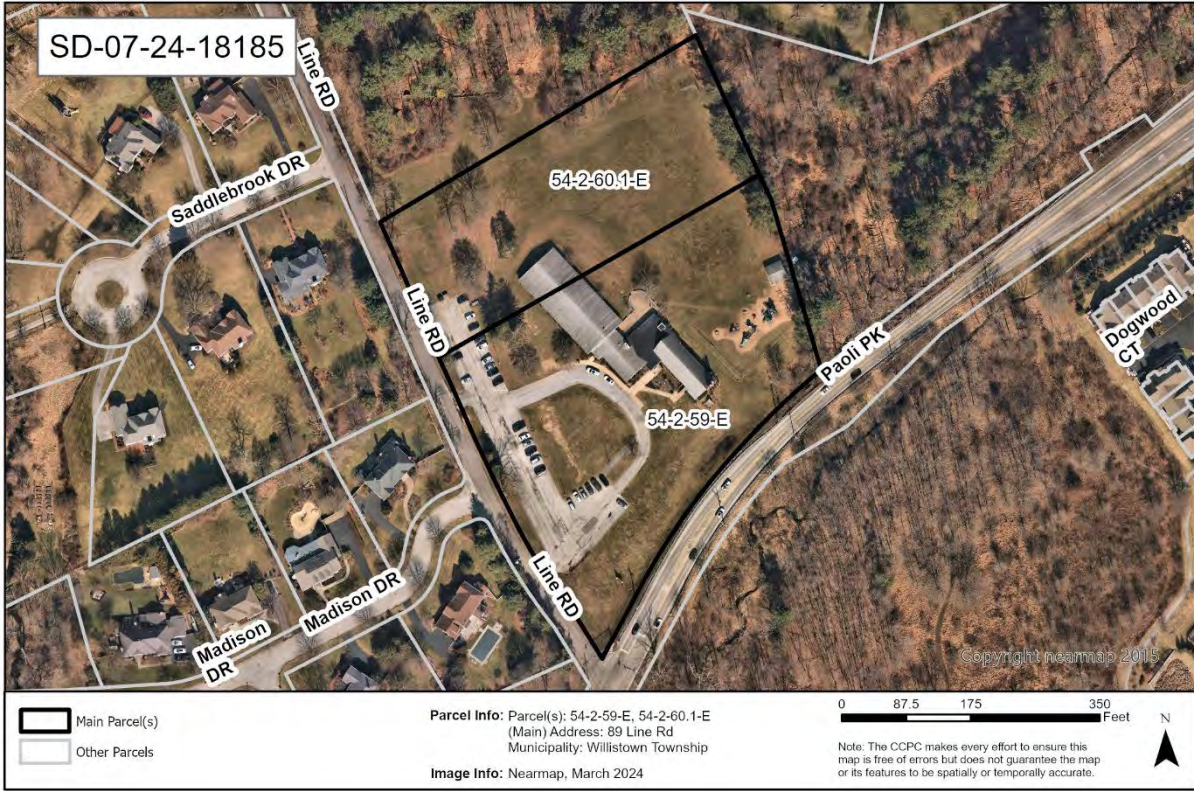 SD-07-24-18185
Line RD
Saddlebrook DR
54-2-60.1-E
Line RD
Paoli PK
Dogwood
CT
54-2-59-E
Line RD
Madison DR
Madison
DR
Copyright nearmap 2015
Main Parcel(s)
Other Parcels
Parcel Info: Parcel(s): 54-2-59-E, 54-2-60.1-E
(Main) Address: 89 Line Rd
Municipality: Willistown Township
Image Info: Nearmap, March 2024
0 87.5 175 350
Feet
N
Note: The CCPC makes every effort to ensure this
map is free of errors but does not guarantee the map
or its features to be spatially or temporally accurate.